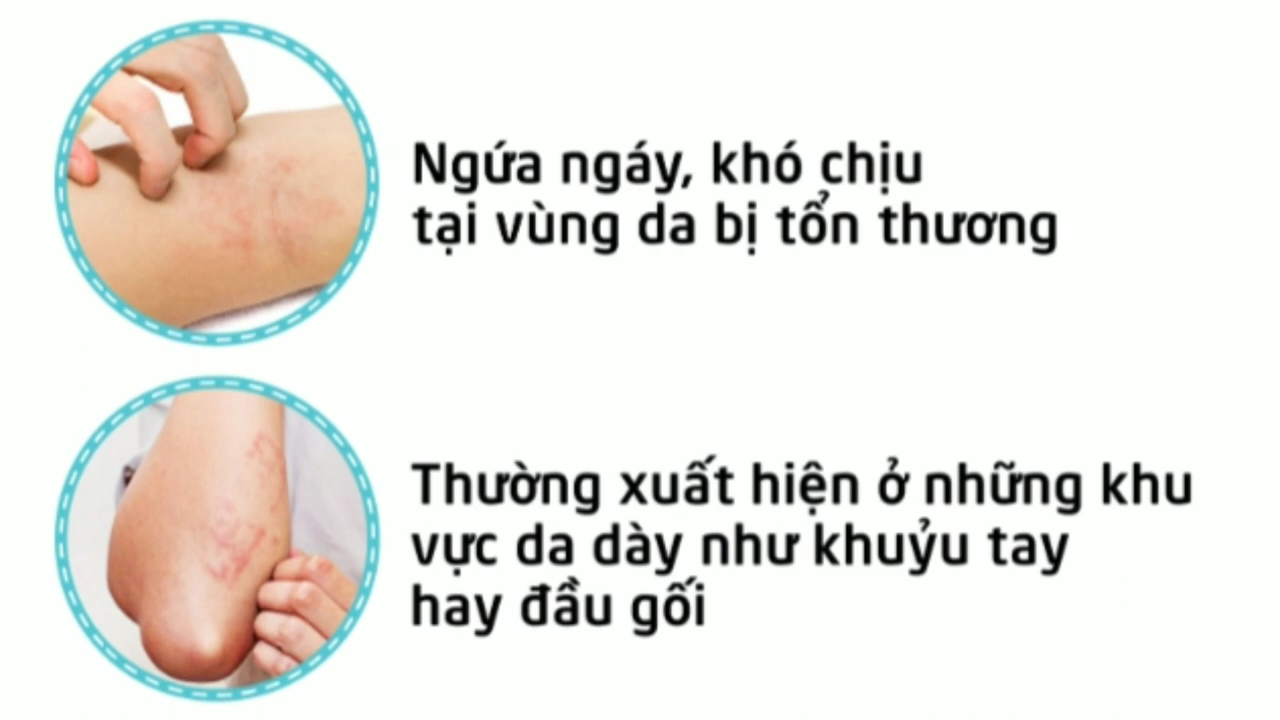 Ngứa ngáy, khó chịu
tại vùng da bị tổn thương
Thường xuất hiện ở những khu
vực da dày như khuỷu tay
hay đầu gối